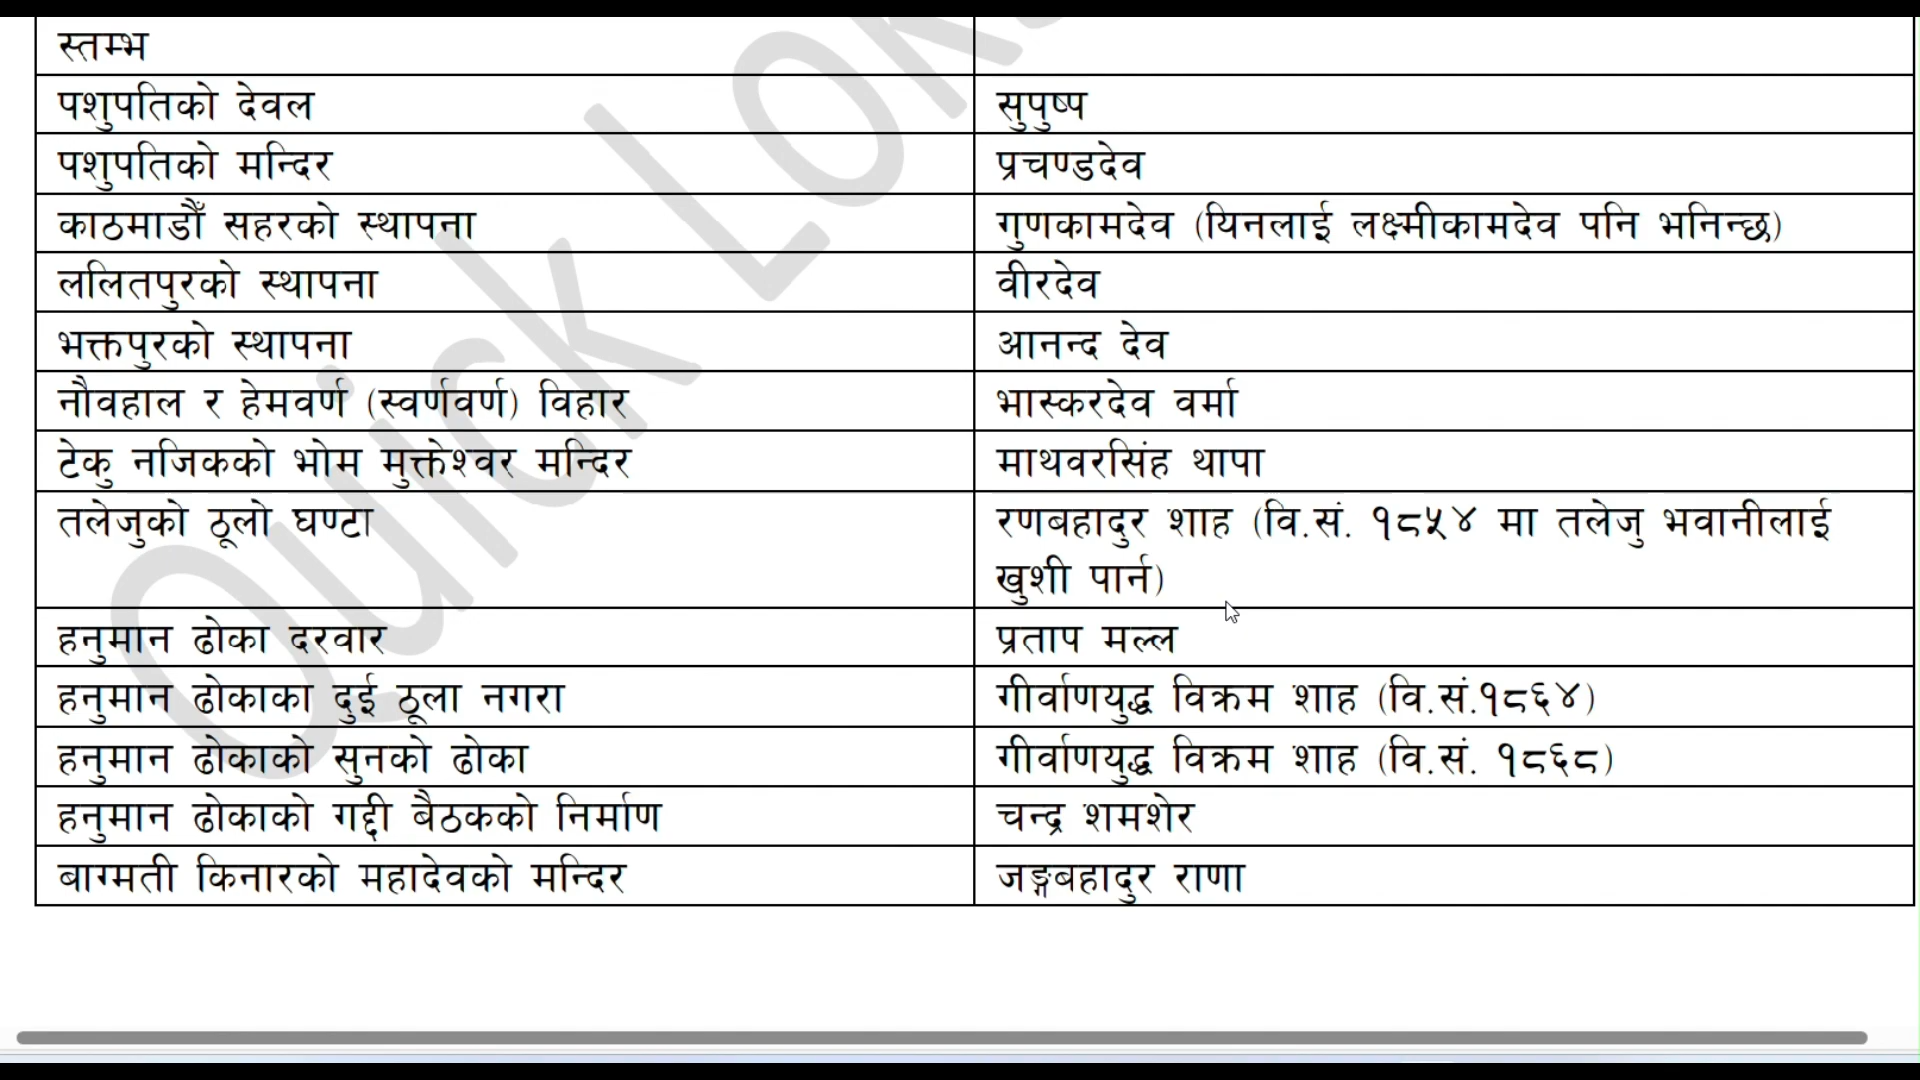 स्तम्भ
पशुपतिको देवल सुपुष्प
पशुपतिको मन्दिर प्रचण्डदेव
काठमाडौँ सहरको स्थापना गुणकामदेव (यिनलाई लक्ष्मीकामदेव पनि भनिन्छ)
ललितपुरको स्थापना वीरदेव
भक्तपुरको स्थापना आनन्द देव
नौवहाल र हेमवर्ण (स्वर्णवर्ण) विहार भास्करदेव वर्मा
टेकु नजिकको भोम मुक्तेश्वर मन्दिर माथवरसिंह थापा
तलेजुको ठूलो घण्टा रणबहादुर शाह (वि.सं. १८५४ मा तलेजु भवानीलाई
खुशी पार्न)
हनुमान ढोका दरवार प्रताप मल्ल
हनुमान ढोकाका दुई ठूला नगरा गीर्वाणयुद्ध विक्रम शाह (वि.सं.१८६४)
हनुमान ढोकाको सुनको ढोका गीर्वाणयुद्ध विक्रम शाह (वि.सं. १८६८)
हनुमान ढोकाको गद्दी बैठकको निर्माण चन्द्र शमशेर
बाग्मती किनारको महादेवको मन्दिर जङ्गबहादुर राणा
Quick Lok